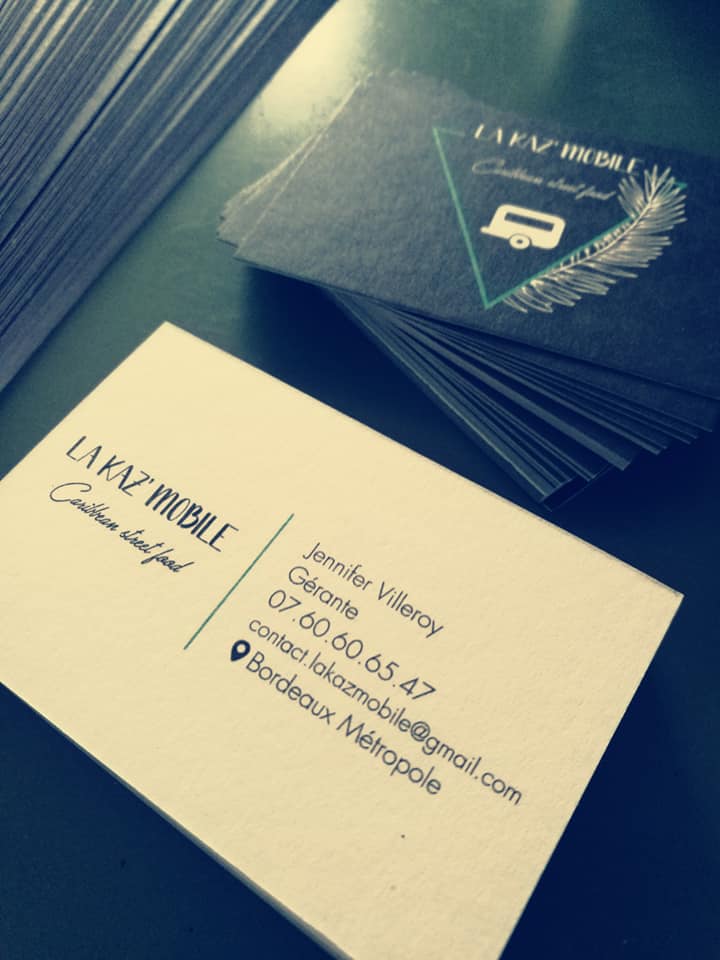 LA KAZ' MOBILE
Caribbean street food
LA KAZ' MOBILE
Caribbean street food
Jennifer Villeroy
Gérante
07.60.60.65.47
contact.lakazmobile@gmail.com
Bordeaux Métropole